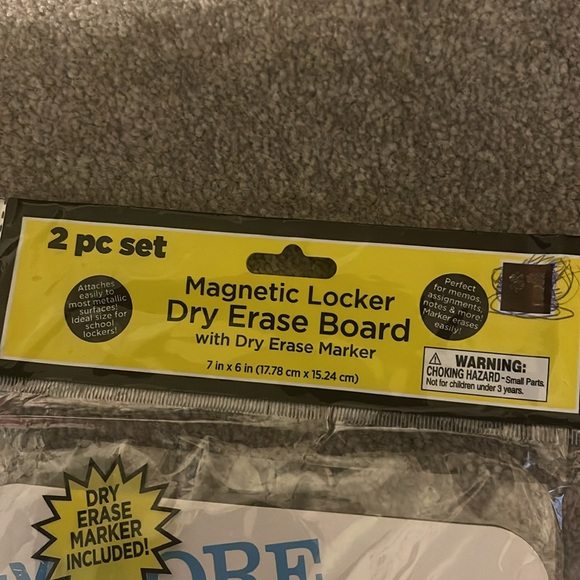 2 pc set
Attaches
easily to
most metallic
surfaces!
Ideal size for
school
lockers!
Magnetic Locker
Dry Erase Board
with Dry Erase Marker
7 in x 6 in (17.78 cm x 15.24 cm)
Perfect
for memos,
assignments,
notes & more!
Marker erases
easily!
WARNING:
CHOKING HAZARD-Small Parts.
Not for children under 3 years.
DRY
ERASE
MARKER
INCLUDED!